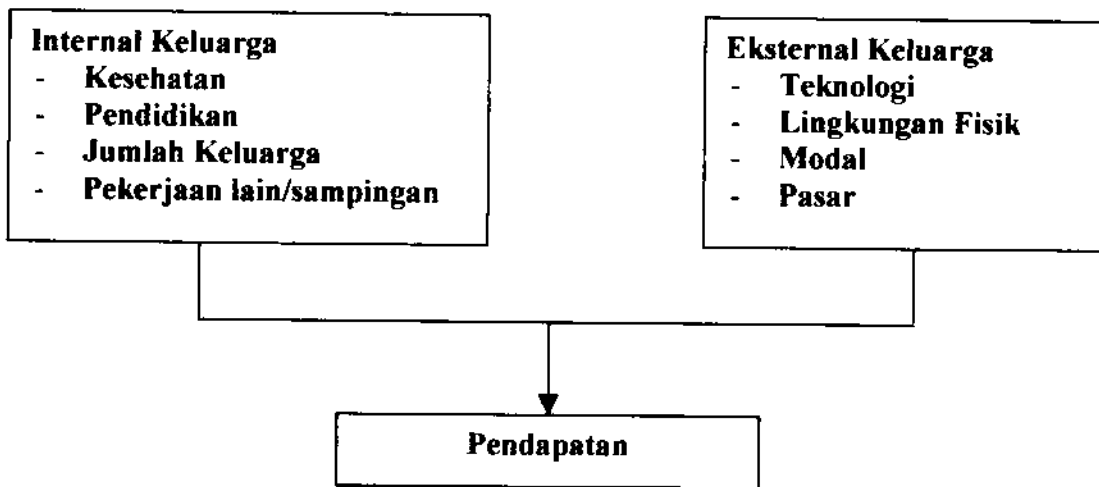 Internal Keluarga
- Kesehatan
- Pendidikan
- Jumlah Keluarga
- Pekerjaan lain/sampingan
Eksternal Keluarga
- Teknologi
- Lingkungan Fisik
- Modal
- Pasar
Pendapatan